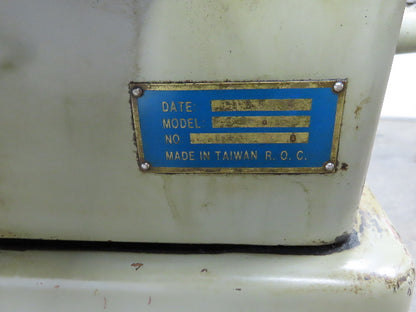 DATE
MODEL
NO
MADE IN TAIWAN R. O. C.